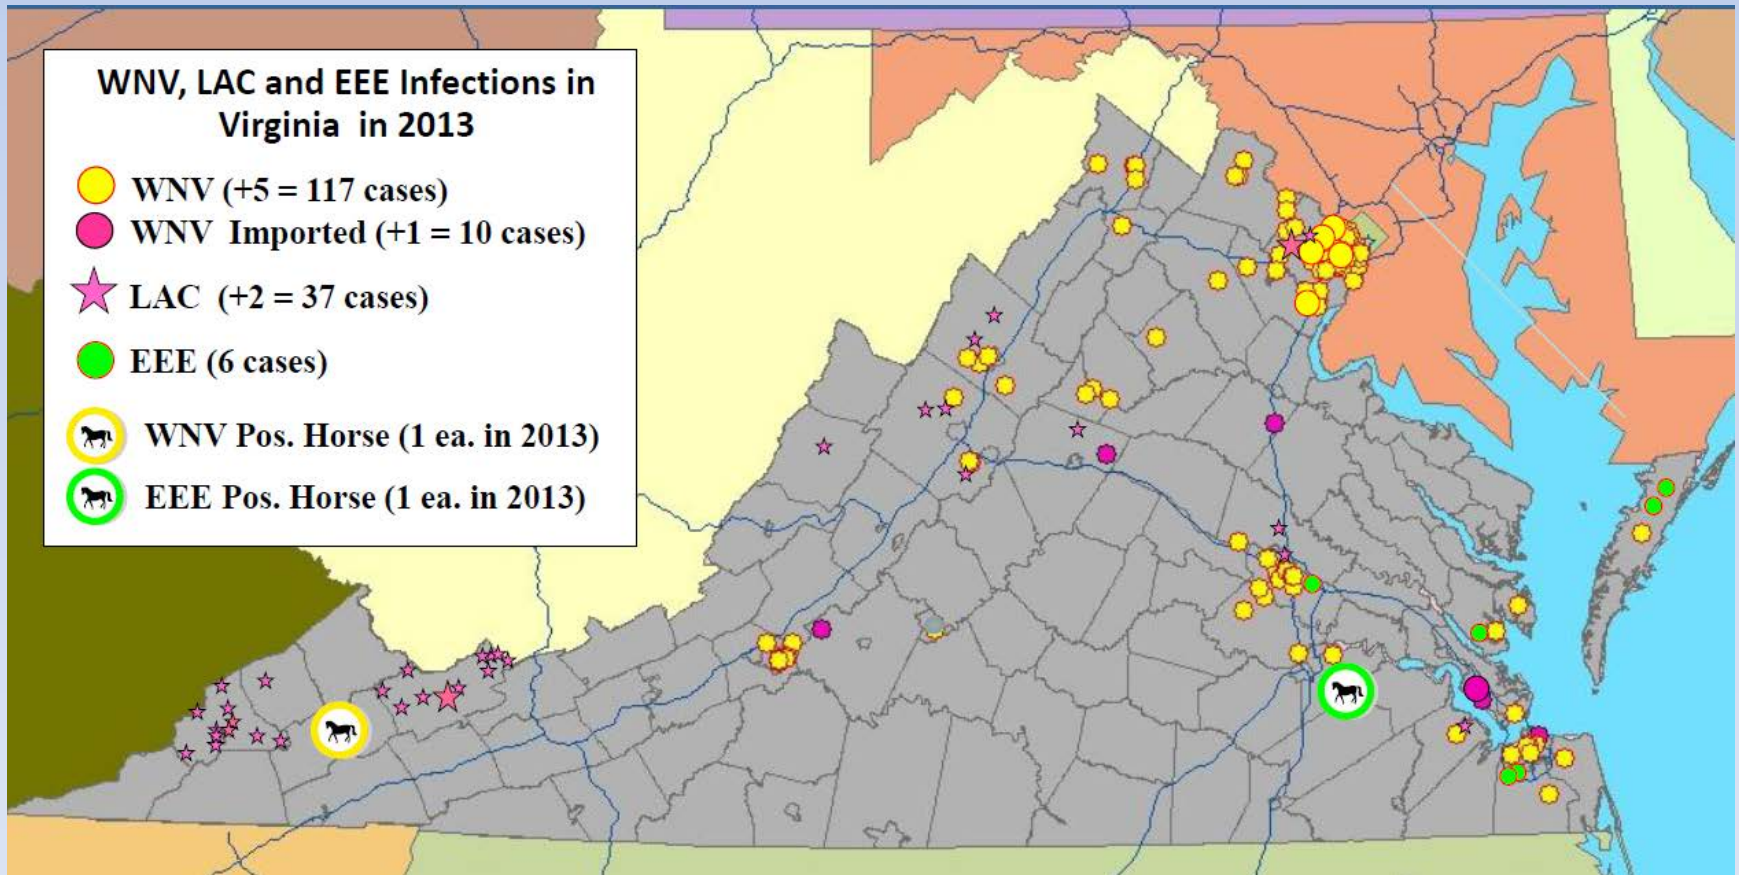 WNV, LAC and EEE Infections in
Virginia in 2013
WNV (+5 = 117 cases)
WNV Imported (+1 = 10 cases)
LAC (+2 = 37 cases)
EEE (6 cases)
WNV Pos. Horse (1 ea. in 2013)
EEE Pos. Horse (1 ea. in 2013)